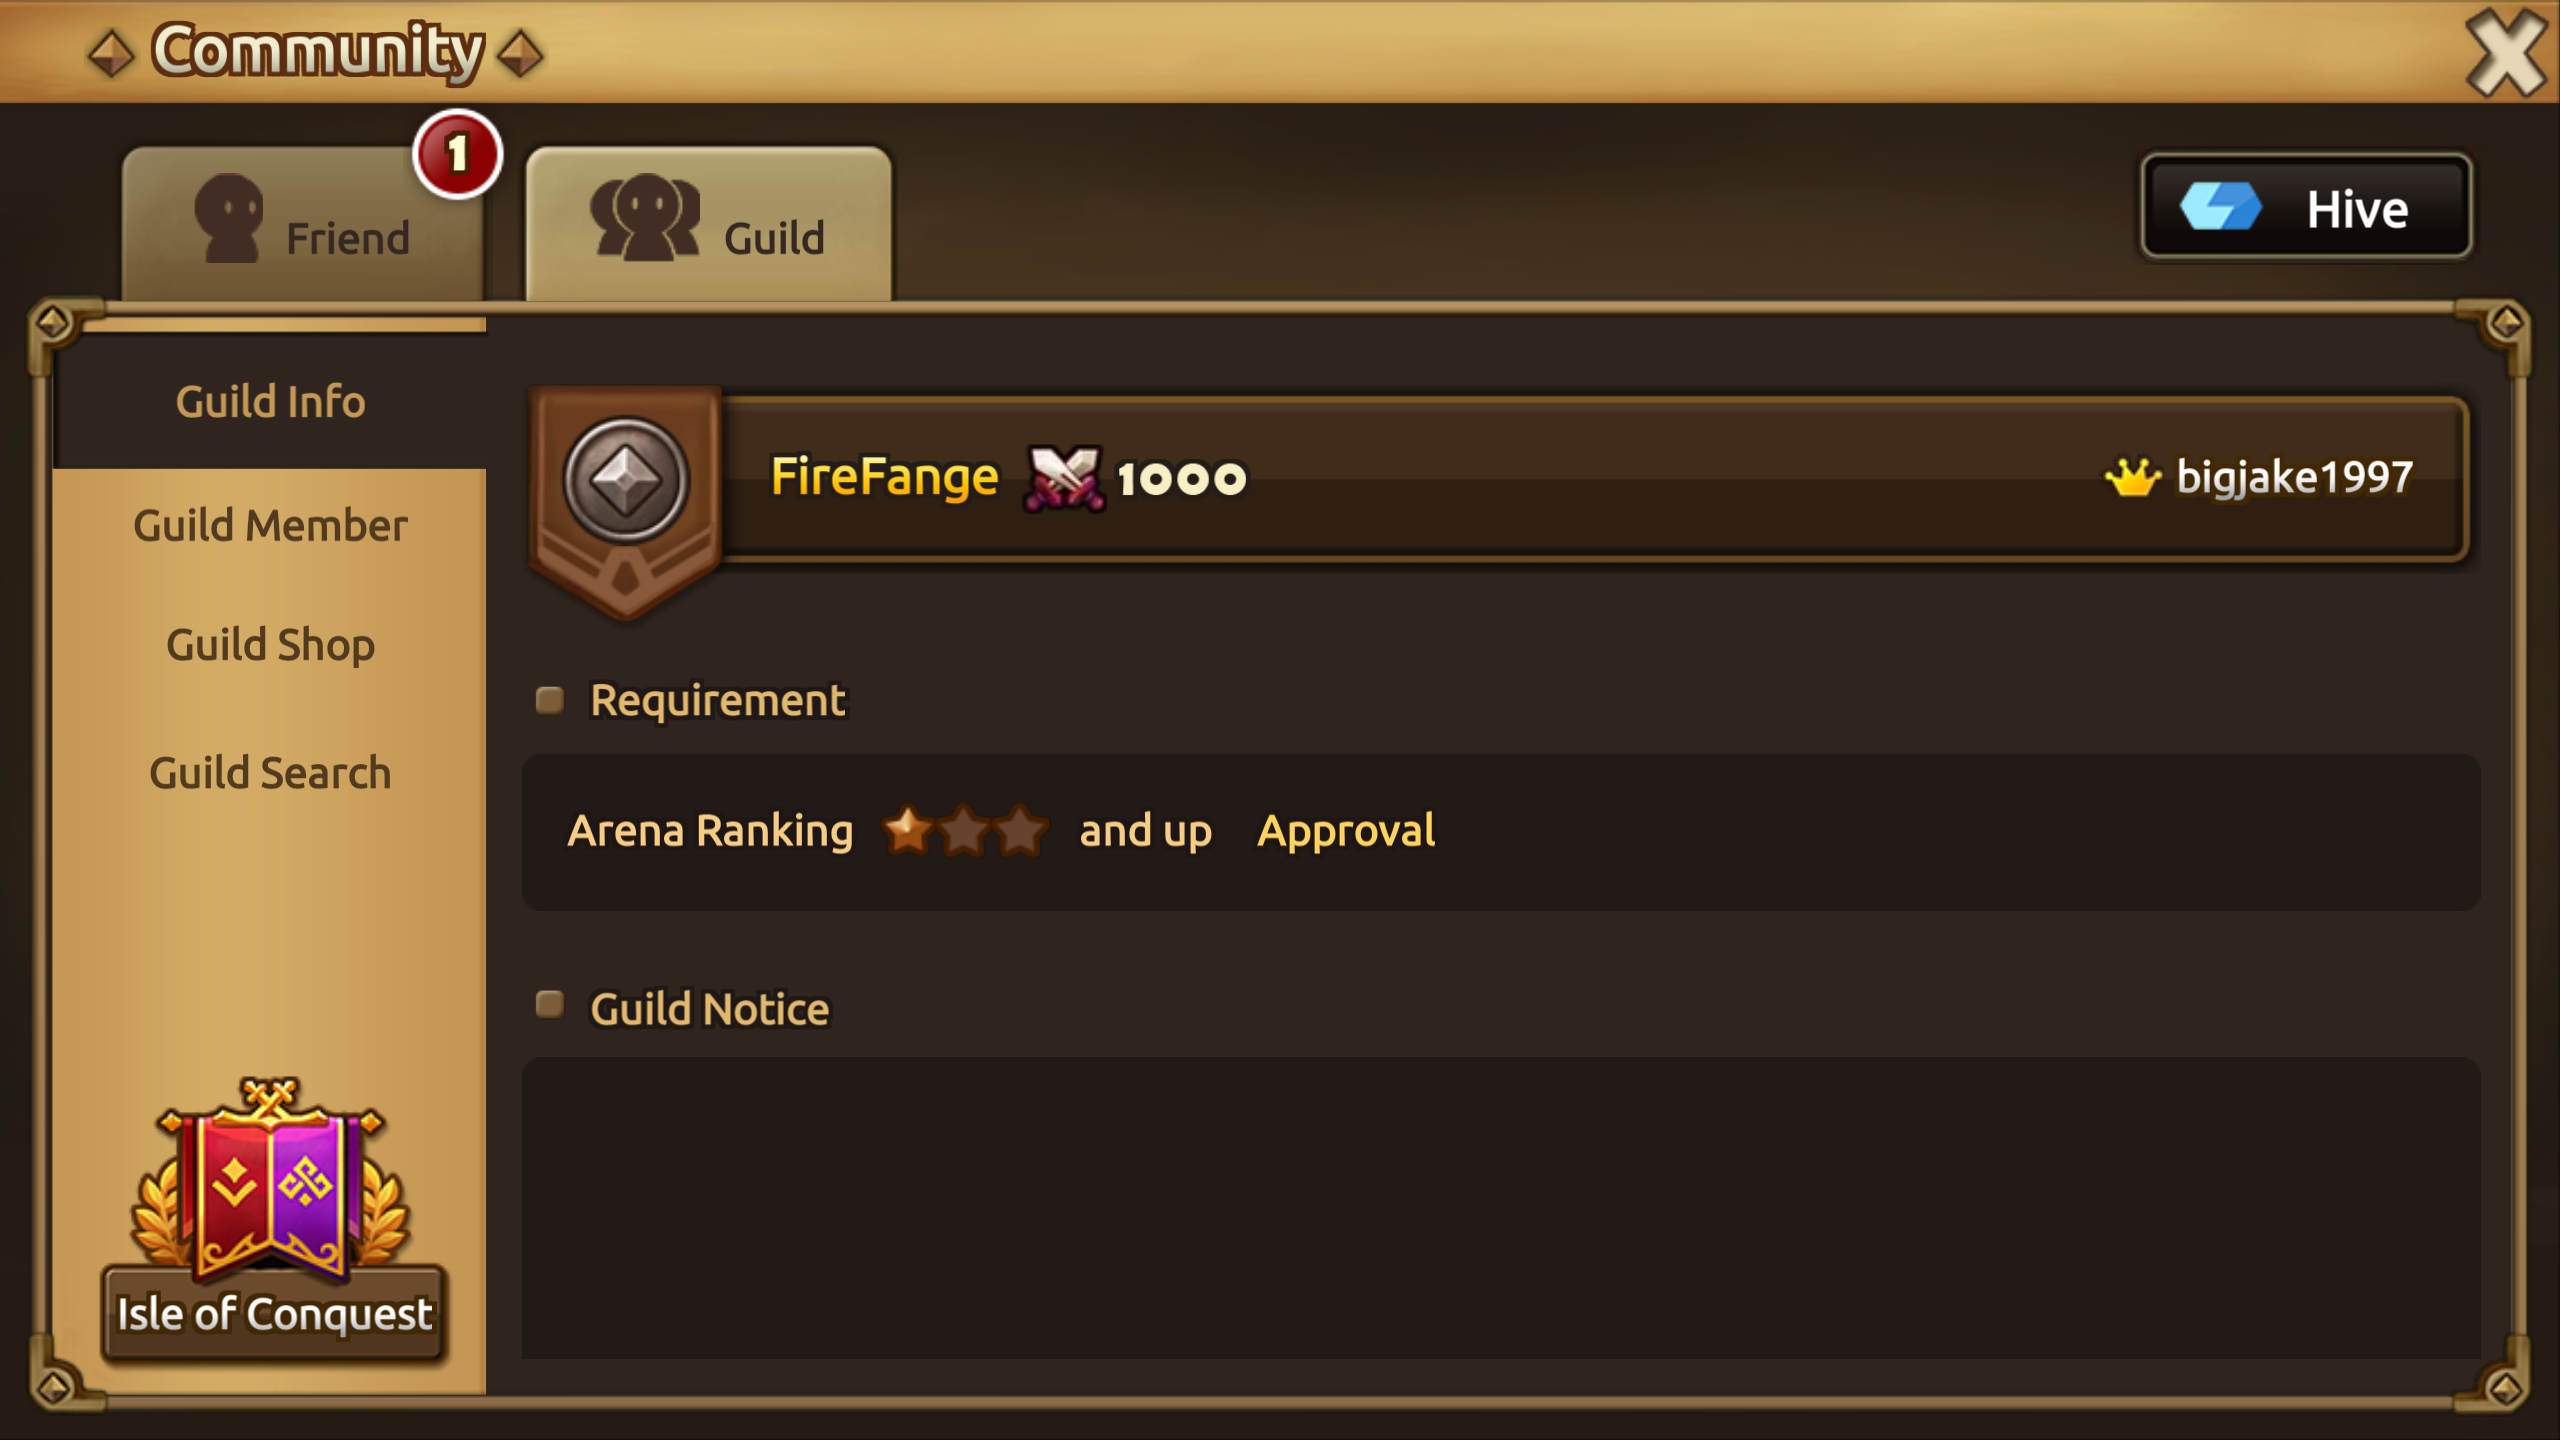 Community
1
Friend
Guild
Hive
Guild Info
Guild Member
Guild Shop
Guild Search
Isle of Conquest
FireFange 1000
bigjake1997
Requirement
Arena Ranking and up Approval
Guild Notice